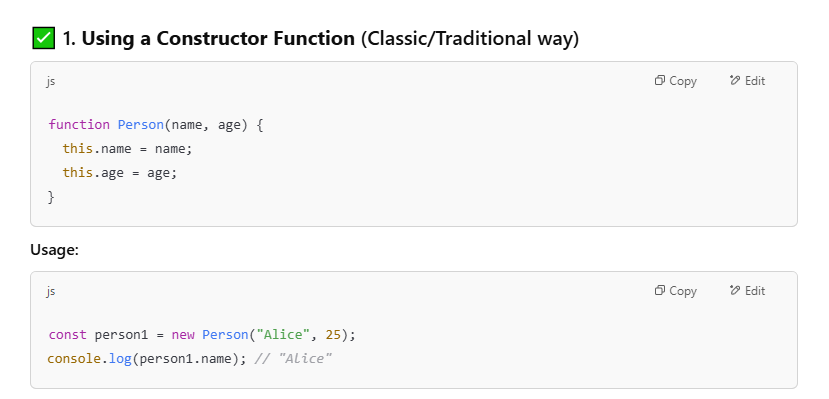 ✅ 1. Using a Constructor Function (Classic/Traditional way)
js Copy Edit
function Person(name, age) {
  this.name = name;
  this.age = age;
}
Usage:
js Copy Edit
const person1 = new Person("Alice", 25);
console.log(person1.name); // "Alice"